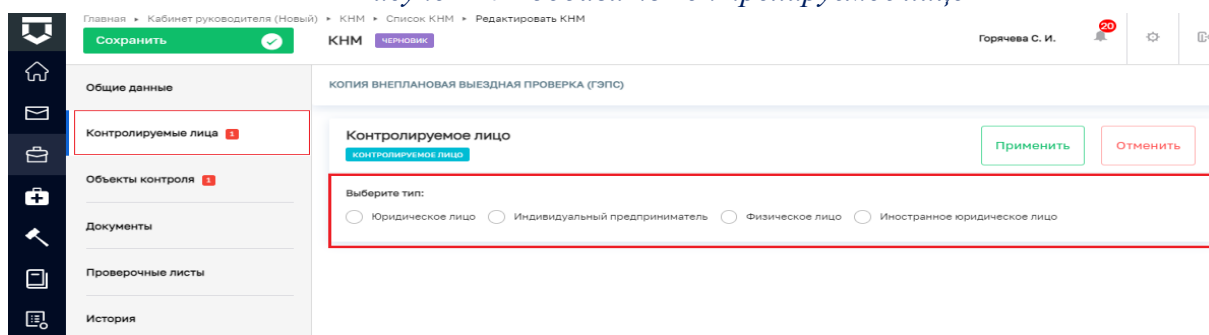 Главная ▸ Кабинет руководителя (Новый) ▸ КНМ ▸ Список КНМ ▸ Редактировать КНМ
Сохранить
КНМ ЧЕРНОВИК
Горячева С. И.
20
Общие данные
КОПИЯ ВНЕПЛАНОВАЯ ВЫЕЗДНАЯ ПРОВЕРКА (ГЭПС)
Контролируемые лица 1
Контролируемое лицо
КОНТРОЛИРУЕМОЕ ЛИЦО
Применить
Отменить
Объекты контроля 1
Выберите тип:
Юридическое лицо Индивидуальный предприниматель Физическое лицо Иностранное юридическое лицо
Документы
Проверочные листы
История